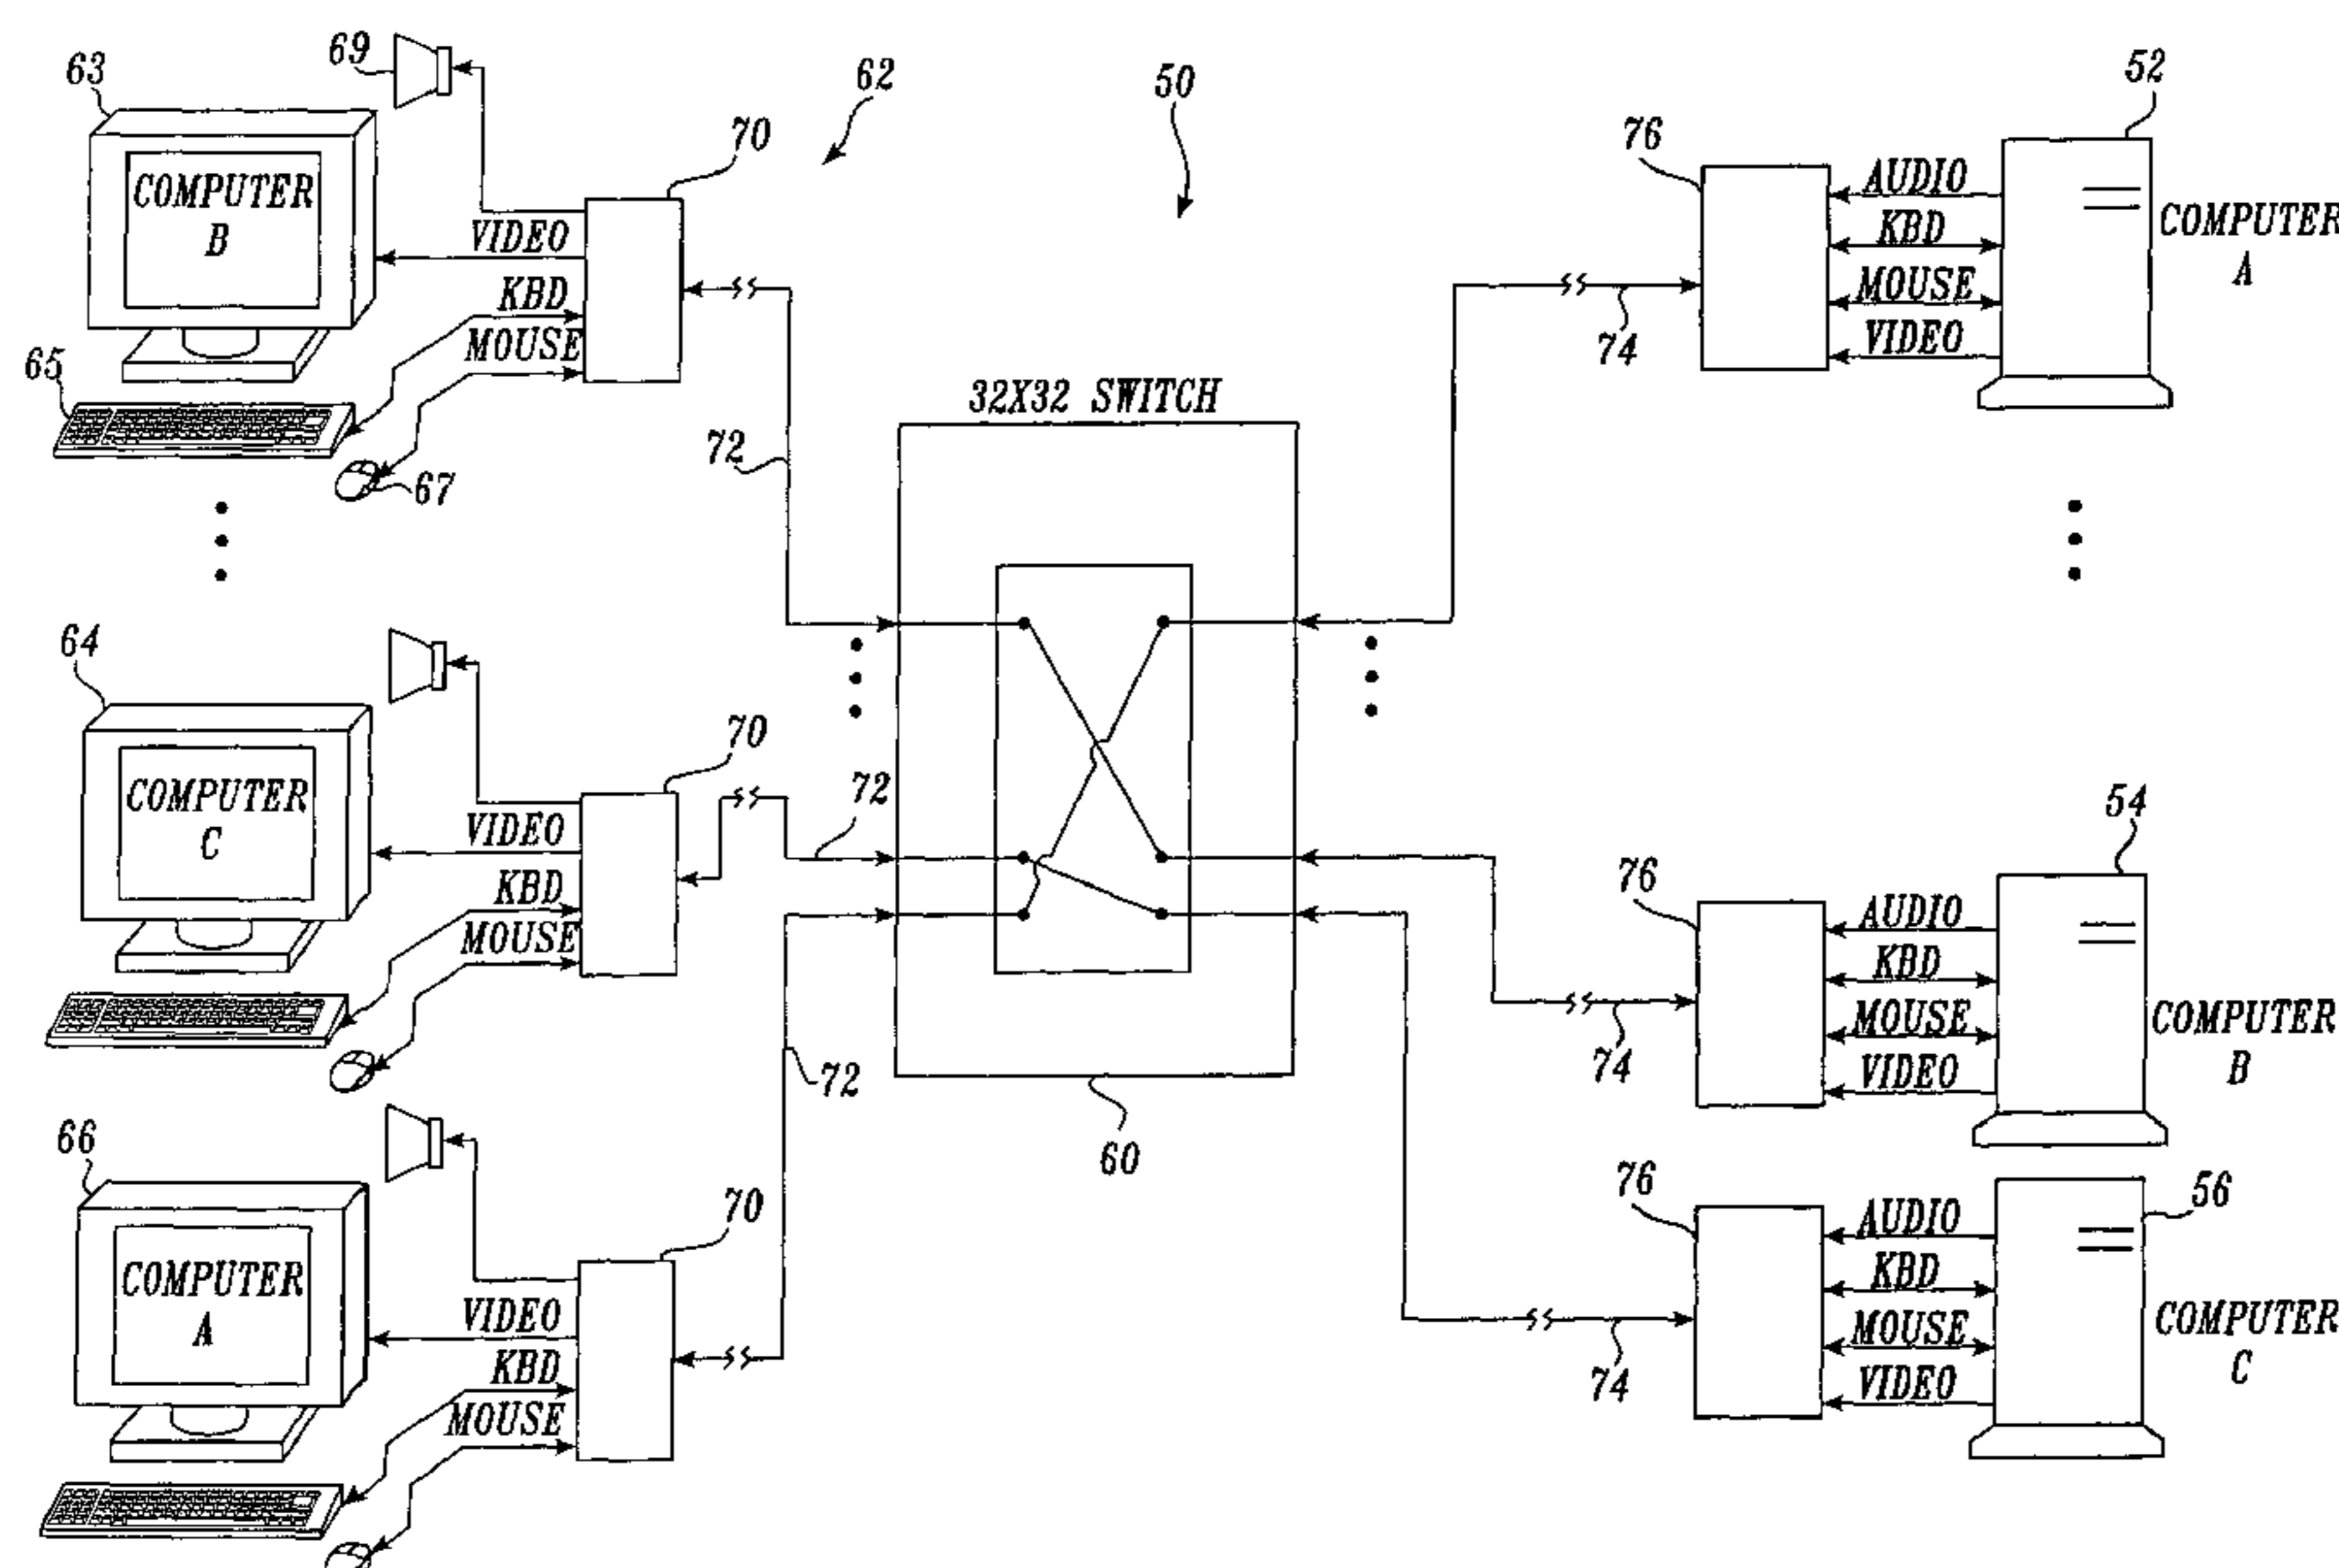 63
69
62
50
52
70
76
COMPUTER
B
VIDEO
KBD
MOUSE
65
67
72
32X32 SWITCH
74
AUDIO
KBD
MOUSE
VIDEO
COMPUTER
A
64
70
COMPUTER
C
VIDEO
KBD
MOUSE
72
72
60
54
76
AUDIO
KBD
MOUSE
VIDEO
COMPUTER
B
74
66
70
COMPUTER
A
VIDEO
KBD
MOUSE
76
56
AUDIO
KBD
MOUSE
VIDEO
COMPUTER
C
74